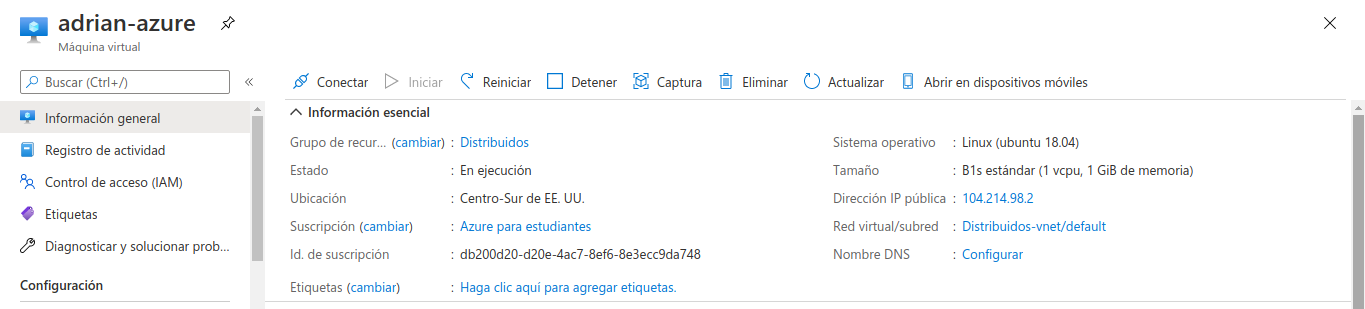 adrian-azure
Máquina virtual
Buscar (Ctrl+/)
«
Información general
Registro de actividad
Control de acceso (IAM)
Etiquetas
Diagnosticar y solucionar prob...
Configuración
Conectar Iniciar Reiniciar Detener Captura Eliminar Actualizar Abrir en dispositivos móviles
Información esencial
Grupo de recur... (cambiar) : Distribuidos
Estado : En ejecución
Ubicación : Centro-Sur de EE. UU.
Suscripción (cambiar) : Azure para estudiantes
Id. de suscripción : db200d20-d20e-4ac7-8ef6-8e3ecc9da748
Etiquetas (cambiar) : Haga clic aquí para agregar etiquetas.
Sistema operativo : Linux (ubuntu 18.04)
Tamaño : B1s estándar (1 vcpu, 1 GiB de memoria)
Dirección IP pública : 104.214.98.2
Red virtual/subred : Distribuidos-vnet/default
Nombre DNS : Configurar